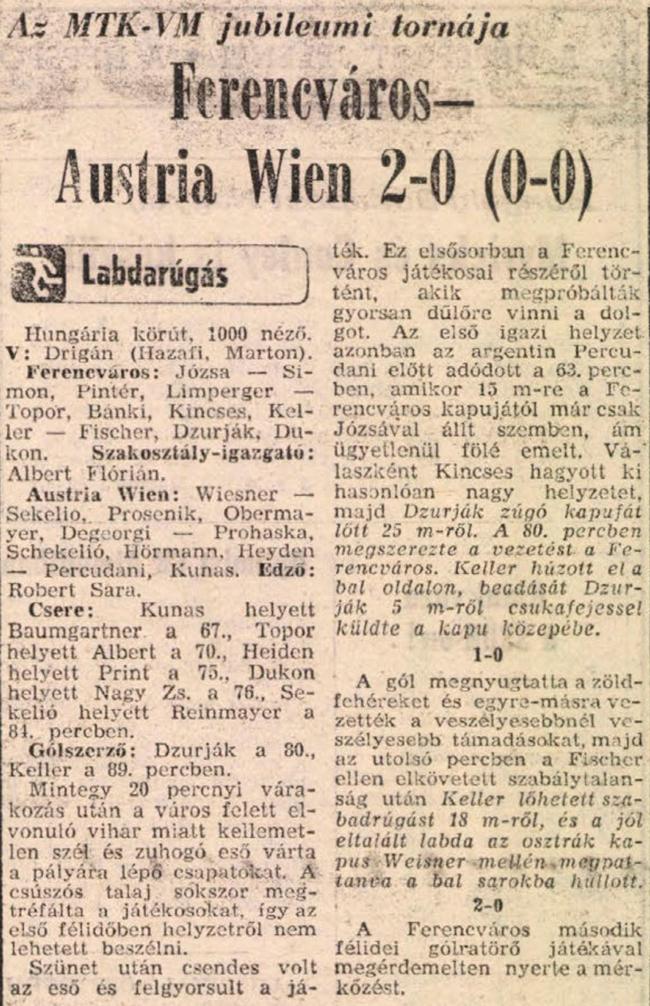 Az MTK-VM jubileumi tornája
Ferencváros—
Austria Wien 2-0 (0-0)
Labdarúgás
Hungária körút, 1000 néző.
V: Drigán (Hazafi, Marton).
Ferencváros: Józsa — Si-
mon, Pintér, Limperger —
Topor, Bánki, Kincses, Kel-
ler — Fischer, Dzurják, Du-
kon. Szakosztály-igazgató:
Albert Flórián.
Austria Wien: Wiesner —
Sekelio, Prosenik, Oberma-
yer, Degeorgi — Prohaska,
Schekelió, Hörmann, Heyden
— Percudani, Kunas. Edző:
Robert Sara.
Csere: Kunas helyett
Baumgartner a 67., Topor
helyett Albert a 70., Heiden
helyett Print a 75., Dukon
helyett Nagy Zs. a 76., Se-
kelió helyett Reinmayer a
84. percben.
Gólszerző: Dzurják a 80.,
Keller a 89. percben.
Mintegy 20 percnyi vára-
kozás után a város felett el-
vonuló vihar miatt kellemet-
len szél és zuhogó eső várta
a pályára lépő csapatokat. A
csúszós talaj sokszor meg-
tréfálta a játékosokat, így az
első félidőben helyzetről nem
lehetett beszélni.
Szünet után csendes volt
az eső és felgyorsult a já-
ték. Ez elsősorban a Ferenc-
város játékosai részéről tör-
tént, akik megpróbálták
gyorsan dűlőre vinni a dol-
got. Az első igazi helyzet
azonban az argentin Percu-
dani előtt adódott a 63. perc-
ben, amikor 15 m-re a Fe-
rencváros kapujától már csak
Józsával állt szemben, ám
ügyetlenül fölé emelt. Vá-
laszként Kincses hagyott ki
hasonlóan nagy helyzetet,
majd Dzurják zúgó kapufát
lőtt 25 m-ről. A 80. percben
megszerezte a vezetést a Fe-
rencváros. Keller húzott el a
bal oldalon, beadását Dzur-
ják 5 m-ről csukafejessel
küldte a kapu közepébe.
1-0
A gól megnyugtatta a zöld-
fehéreket és egyre-másra ve-
zették a veszélyesebbnél ve-
szélyesebb támadásokat, majd
az utolsó percben a Fischer
ellen elkövetett szabálytalan-
ság után Keller lőhetett sza-
badrúgást 18 m-ről, és a jól
eltalált labda az osztrák ka-
pus Weisner mellén megpat-
tanva a bal sarokba hullott.
2-0
A Ferencváros második
félidei gólratörő játékával
megérdemelten nyerte a mér-
kőzést.